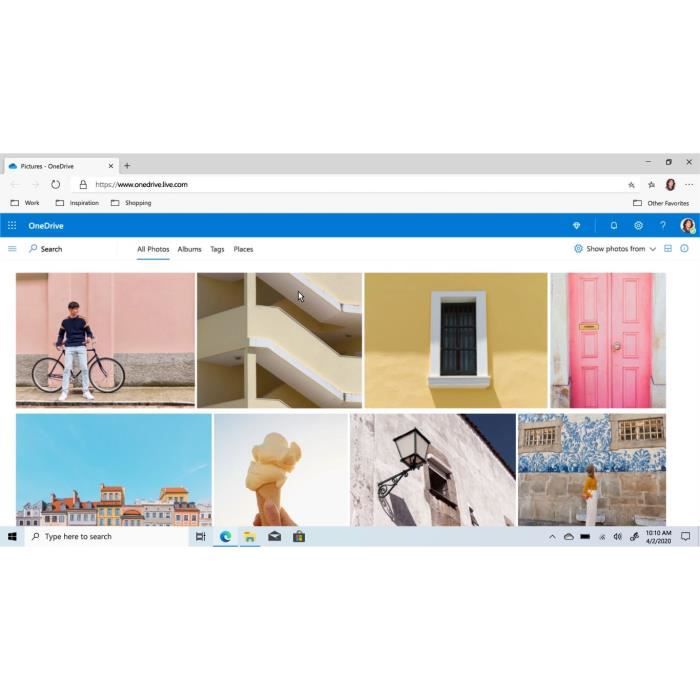 Pictures - OneDrive
https://www.onedrive.live.com
Work Inspiration Shopping Other Favorites
OneDrive
Search All Photos Albums Tags Places Show photos from
Type here to search 10:10 AM
4/2/2020